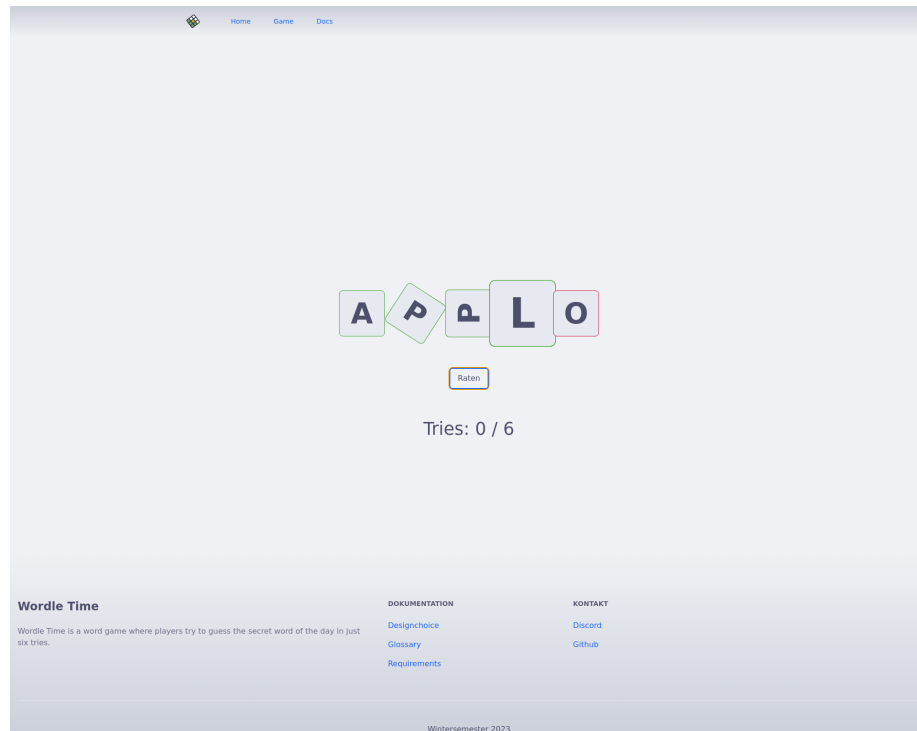 Home Game Docs
A P P L O
Raten
Tries: 0 / 6
Wordle Time
Wordle Time is a word game where players try to guess the secret word of the day in just
six tries.
DOKUMENTATION
Designchoice
Glossary
Requirements
KONTAKT
Discord
Github
Wintersemester 2023